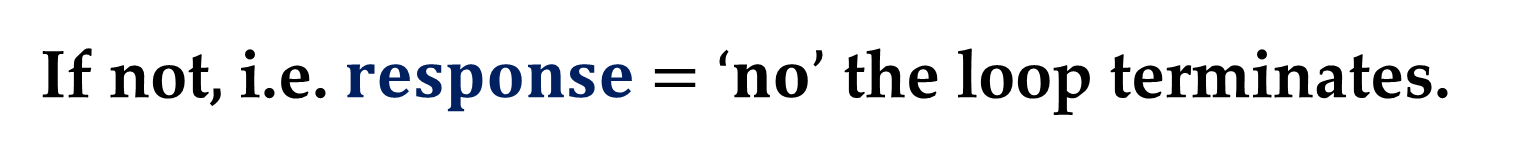 If not, i.e. response = ‘no’ the loop terminates.